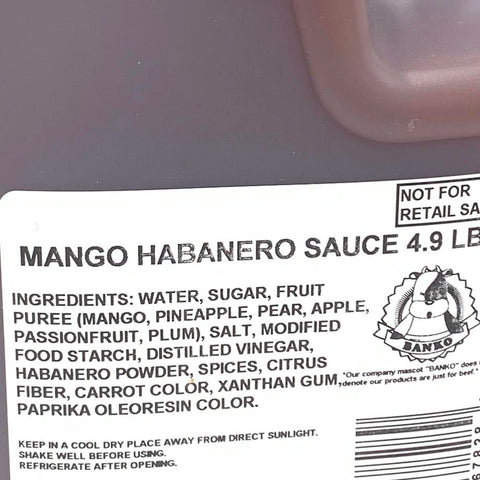 NOT FOR
RETAIL SA
MANGO HABANERO SAUCE 4.9 LB
INGREDIENTS: WATER, SUGAR, FRUIT
PUREE (MANGO, PINEAPPLE, PEAR, APPLE,
PASSIONFRUIT, PLUM), SALT, MODIFIED
FOOD STARCH, DISTILLED VINEGAR,
HABANERO POWDER, SPICES, CITRUS
FIBER, CARROT COLOR, XANTHAN GUM,
PAPRIKA OLEORESIN COLOR.
BANKO
"Our company mascot "BANKO" does
denote our products are just for beef."
KEEP IN A COOL DRY PLACE AWAY FROM DIRECT SUNLIGHT.
SHAKE WELL BEFORE USING.
REFRIGERATE AFTER OPENING.